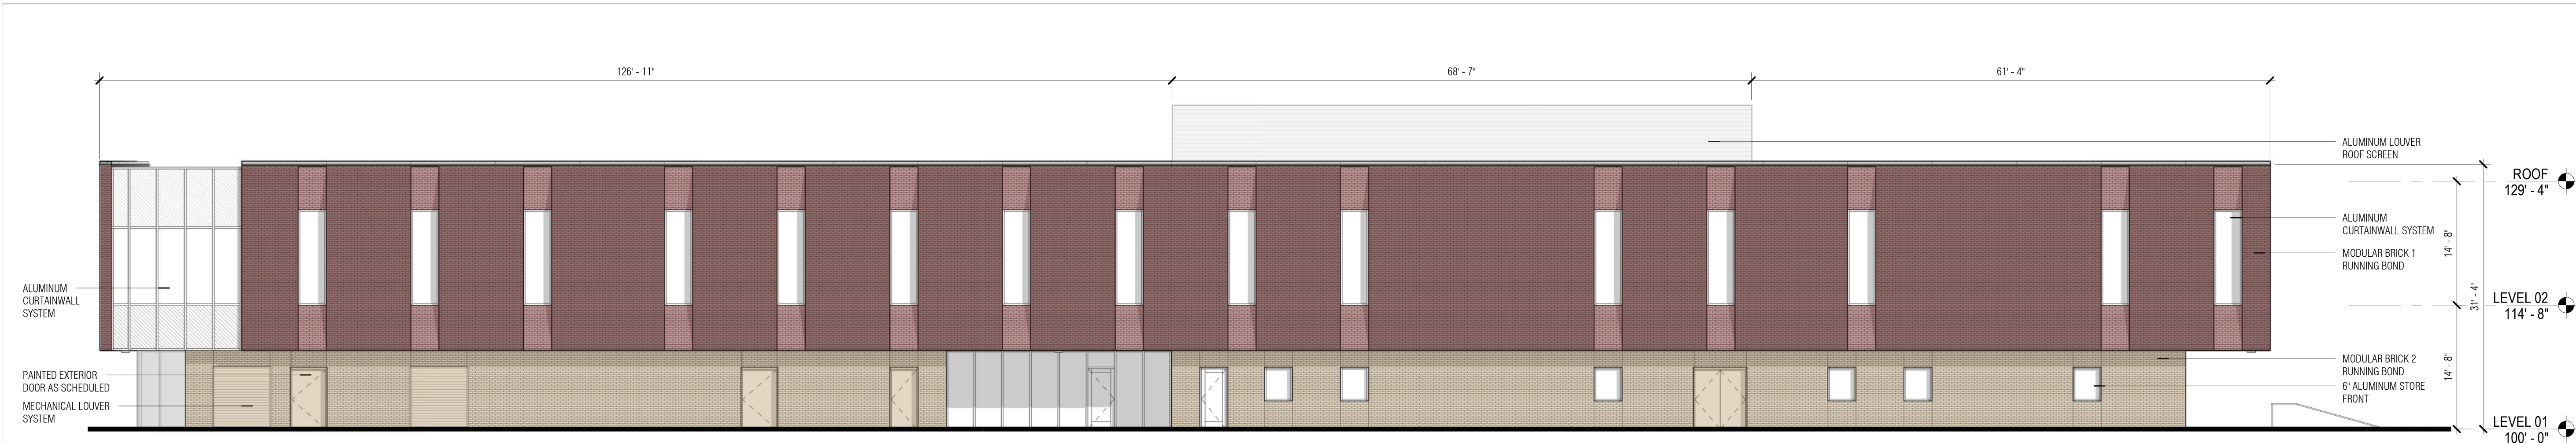 126' - 11"
68' - 7"
61' - 4"
ALUMINUM LOUVER
ROOF SCREEN
ROOF
129' - 4"
ALUMINUM
CURTAINWALL SYSTEM
14' - 8"
MODULAR BRICK 1
RUNNING BOND
ALUMINUM
CURTAINWALL
SYSTEM
31' - 4"
LEVEL 02
114' - 8"
PAINTED EXTERIOR
DOOR AS SCHEDULED
MECHANICAL LOUVER
SYSTEM
MODULAR BRICK 2
RUNNING BOND
14' - 8"
6" ALUMINUM STORE
FRONT
LEVEL 01
100' - 0"